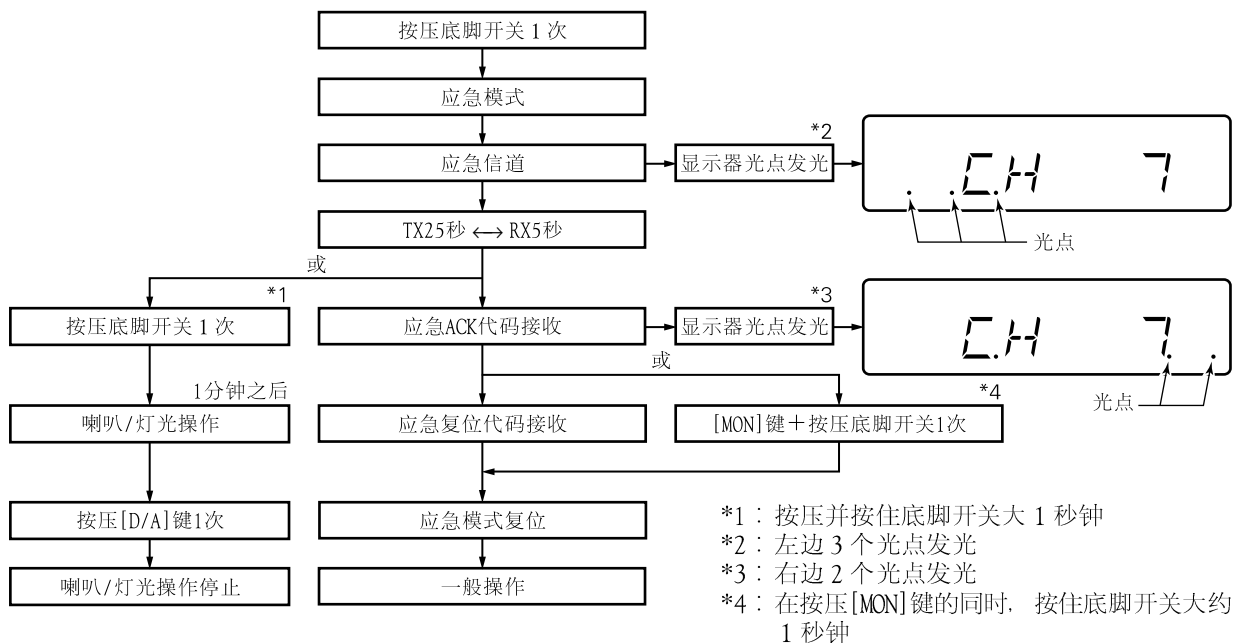 按压底脚开关 1 次
应急模式
*2
应急信道
显示器光点发光
C.H 7
光点
TX25秒 ←→ RX5秒
或
*1
按压底脚开关 1 次
应急ACK代码接收
*3
显示器光点发光
C.H 7.
光点
或
1分钟之后
*4
喇叭/灯光操作
应急复位代码接收
[MON]键＋按压底脚开关1次
按压[D/A]键1次
应急模式复位
喇叭/灯光操作停止
一般操作
*1：按压并按住底脚开关大 1 秒钟
*2：左边 3 个光点发光
*3：右边 2 个光点发光
*4：在按压[MON]键的同时，按住底脚开关大约
1 秒钟